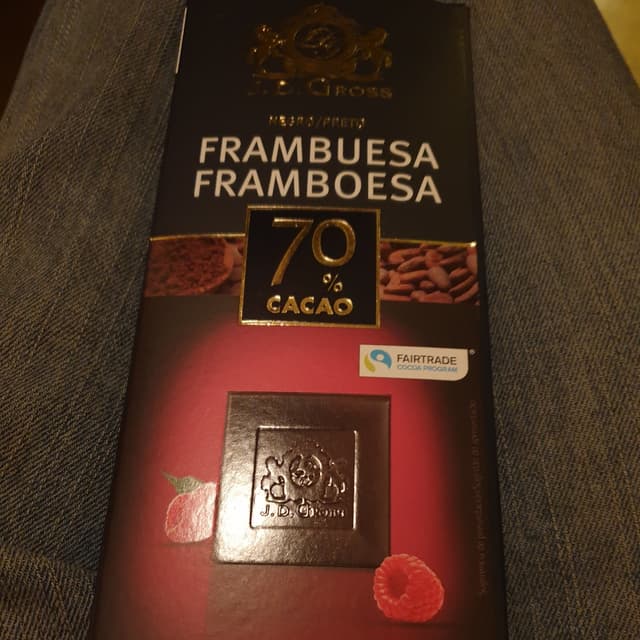 J. D. GROSS
NEGRO/PRETO
FRAMBUESA
FRAMBOESA
70
%
CACAO
FAIRTRADE
COCOA PROGRAM
J. D. Gross